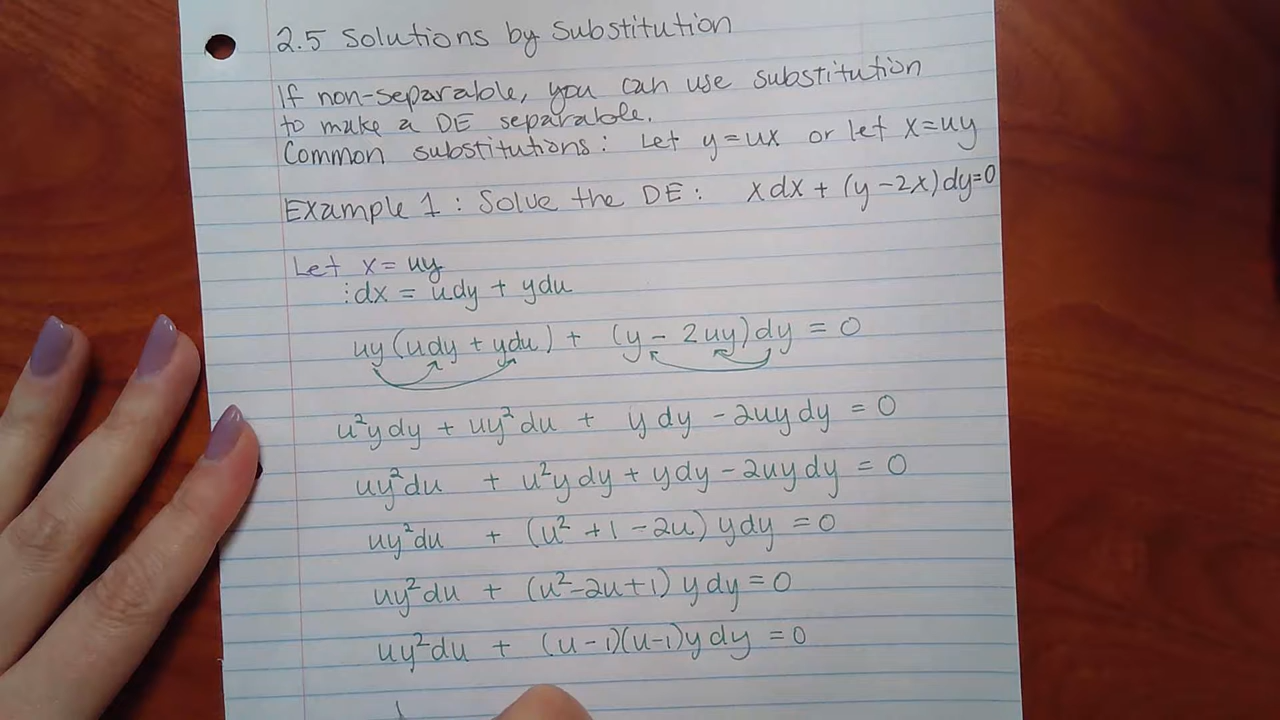 2.5 Solutions by Substitution
If non-separable, you can use substitution
to make a DE separable.
Common substitutions: Let y=ux or let x=uy
Example 1: Solve the DE: xdx + (y-2x)dy=0
Let x=uy
:dx = udy + ydu
uy(udy + ydu) + (y - 2uy)dy = 0
u²ydy + uy²du + ydy - 2uydy = 0
uy²du + u²ydy + ydy - 2uydy = 0
uy²du + (u² + 1 - 2u) ydy = 0
uy²du + (u²-2u+1) ydy = 0
uy²du + (u-1)(u-1)ydy = 0